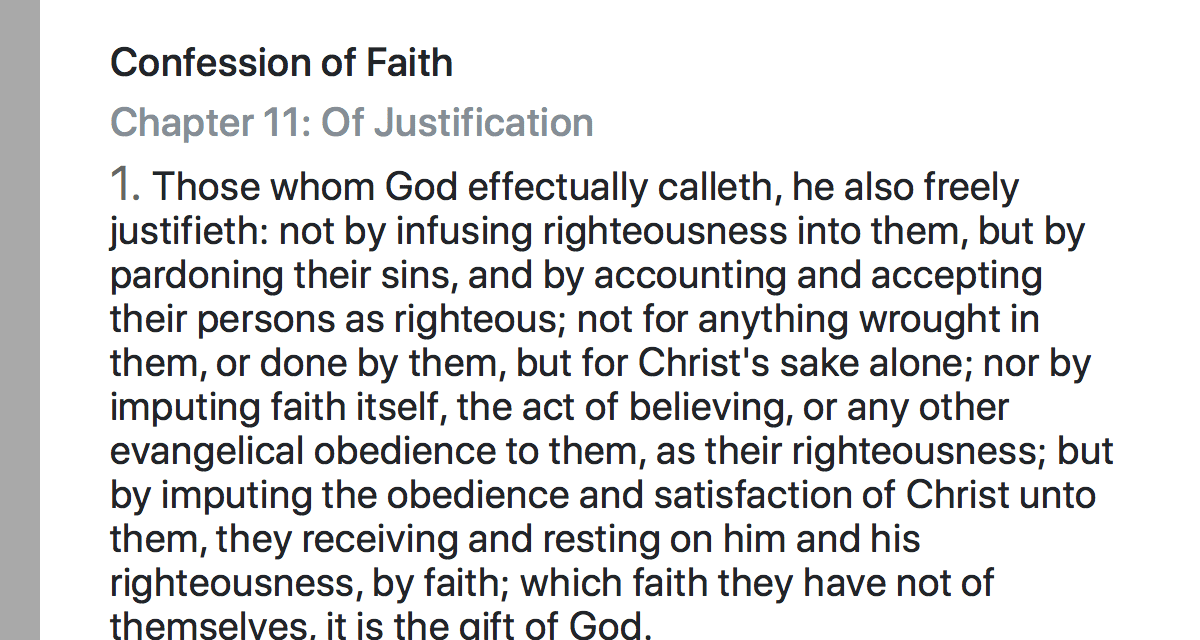 Confession of Faith
Chapter 11: Of Justification
1. Those whom God effectually calleth, he also freely
justifieth: not by infusing righteousness into them, but by
pardoning their sins, and by accounting and accepting
their persons as righteous; not for anything wrought in
them, or done by them, but for Christ's sake alone; nor by
imputing faith itself, the act of believing, or any other
evangelical obedience to them, as their righteousness; but
by imputing the obedience and satisfaction of Christ unto
them, they receiving and resting on him and his
righteousness, by faith; which faith they have not of
themselves, it is the gift of God.